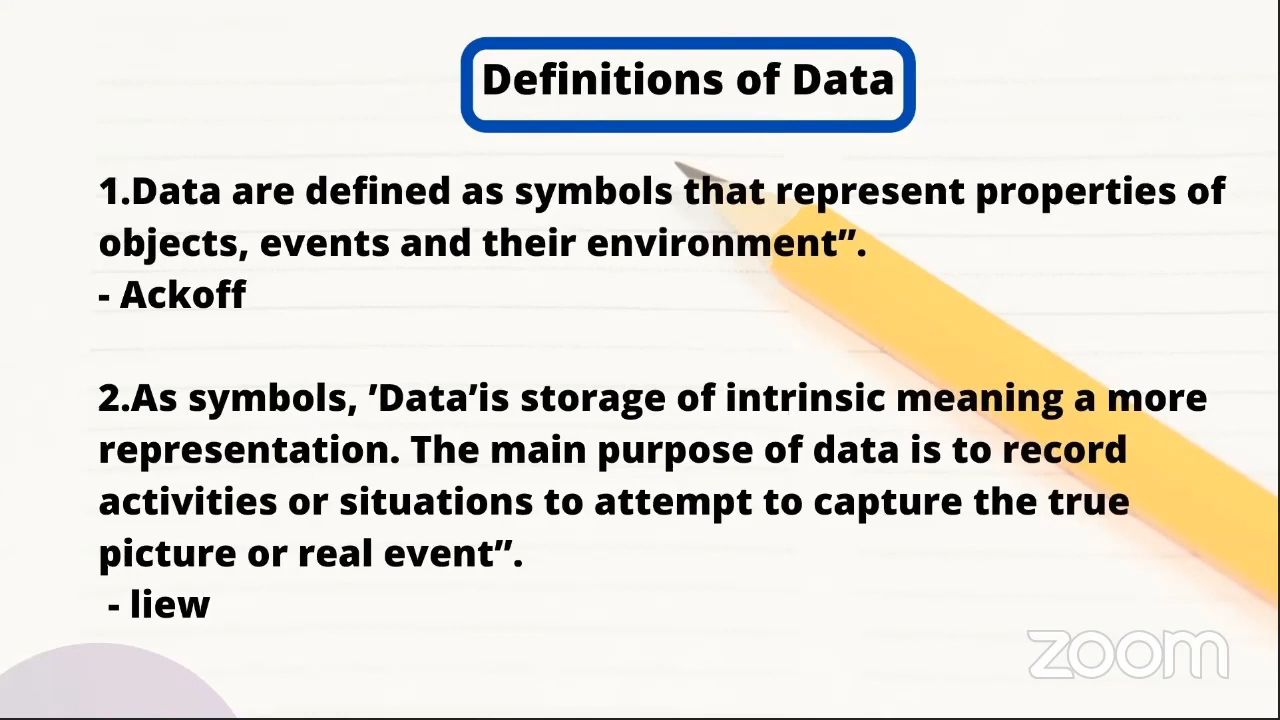 Definitions of Data
1.Data are defined as symbols that represent properties of
objects, events and their environment”.
- Ackoff
2.As symbols, ’Data’is storage of intrinsic meaning a more
representation. The main purpose of data is to record
activities or situations to attempt to capture the true
picture or real event”.
- liew
zoom